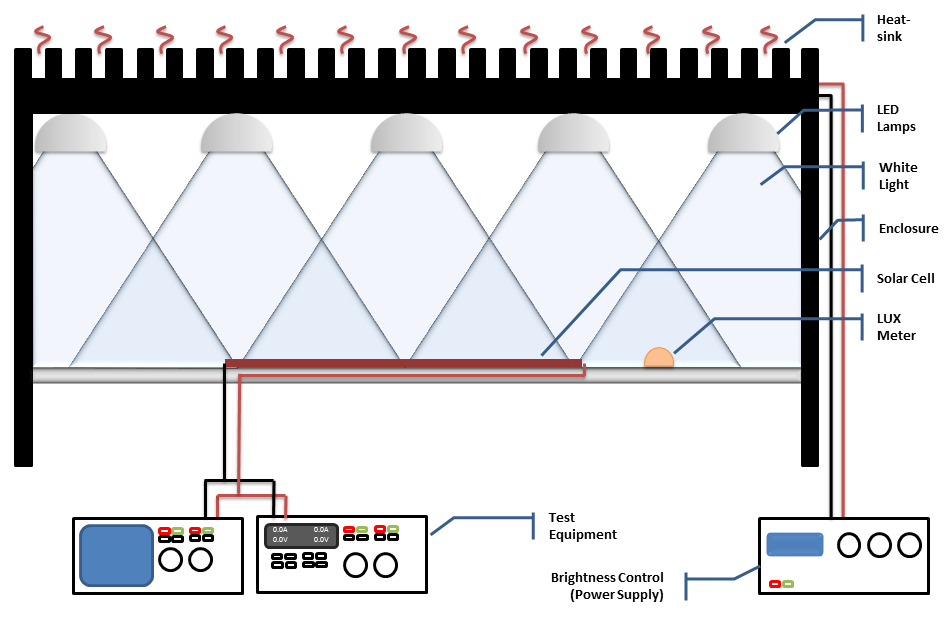 Heat-
sink
LED
Lamps
White
Light
Enclosure
Solar Cell
LUX
Meter
0.0A 0.0A
0.0V 0.0V
Test
Equipment
Brightness Control
(Power Supply)